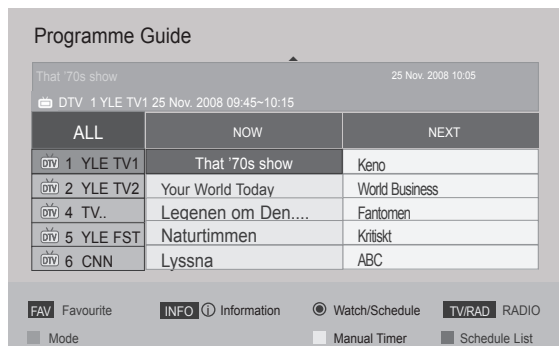 Programme Guide
That '70s show 25 Nov. 2008 10:05
DTV 1 YLE TV1 25 Nov. 2008 09:45~10:15
ALL NOW NEXT
DTV 1 YLE TV1 That '70s show Keno
DTV 2 YLE TV2 Your World Today World Business
DTV 4 TV.. Legenen om Den.... Fantomen
DTV 5 YLE FST Naturtimmen Kritiskt
DTV 6 CNN Lyssna ABC
FAV Favourite INFO i Information Watch/Schedule TV/RAD RADIO
Mode Manual Timer Schedule List